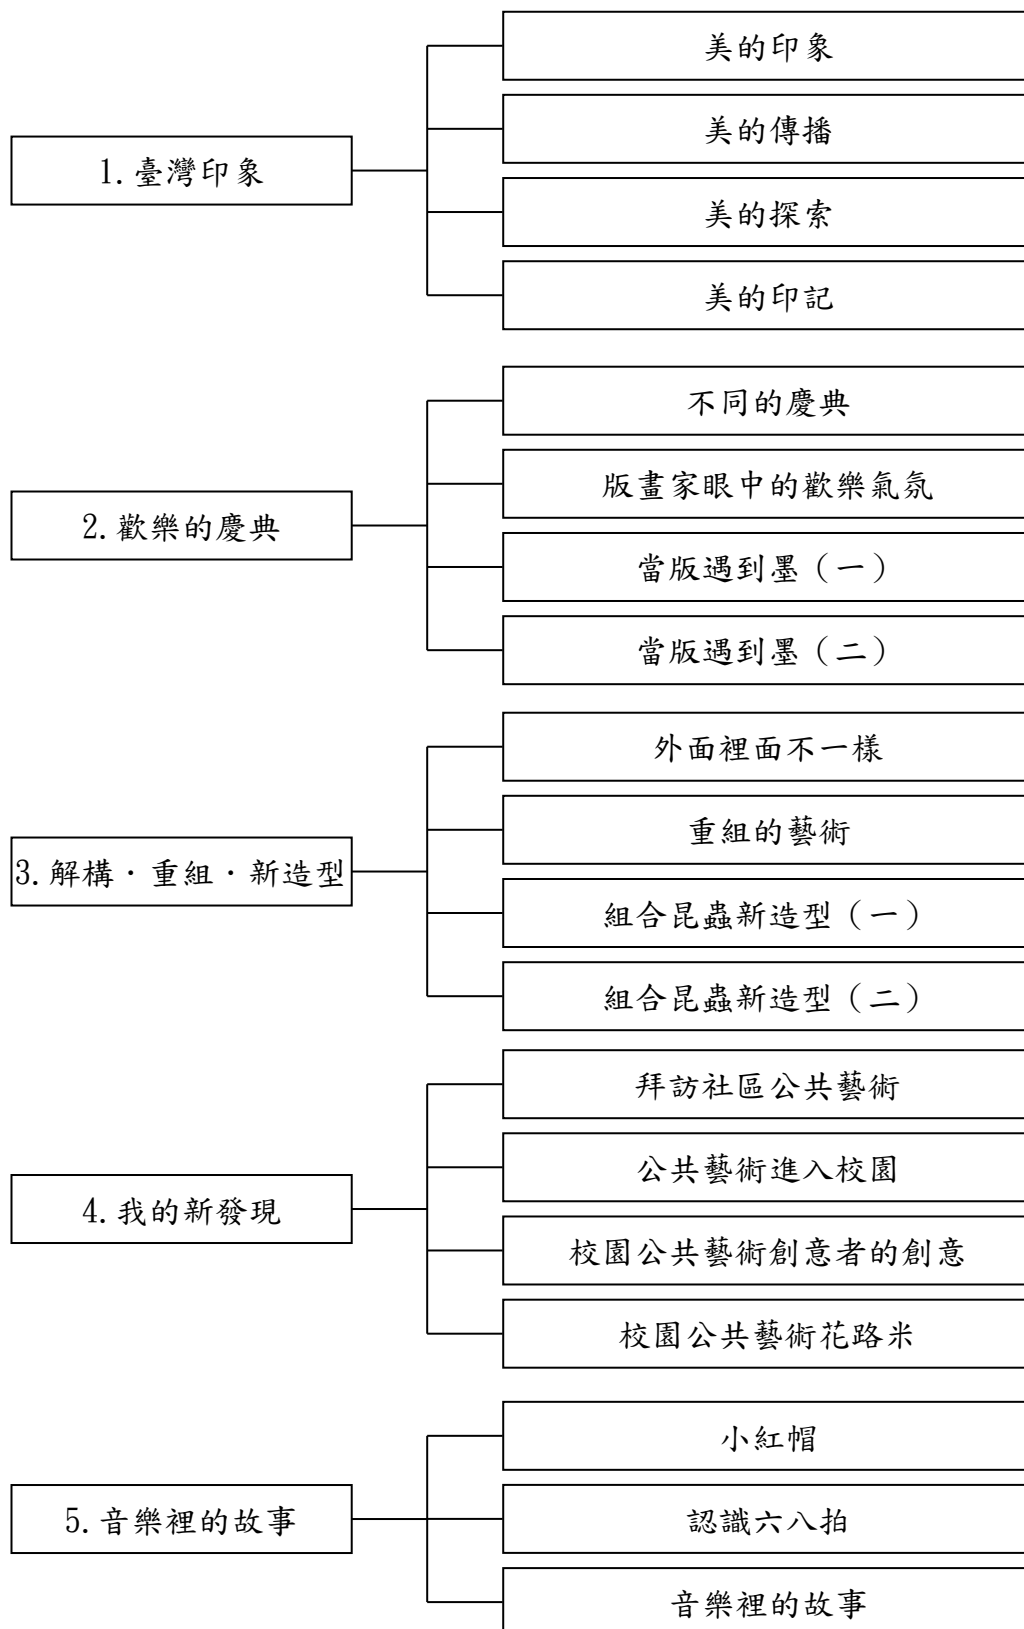 1.臺灣印象
美的印象
美的傳播
美的探索
美的印記
2.歡樂的慶典
不同的慶典
版畫家眼中的歡樂氣氛
當版遇到墨（一）
當版遇到墨（二）
3.解構．重組．新造型
外面裡面不一樣
重組的藝術
組合昆蟲新造型（一）
組合昆蟲新造型（二）
4.我的新發現
拜訪社區公共藝術
公共藝術進入校園
校園公共藝術創意者的創意
校園公共藝術花路米
5.音樂裡的故事
小紅帽
認識六八拍
音樂裡的故事